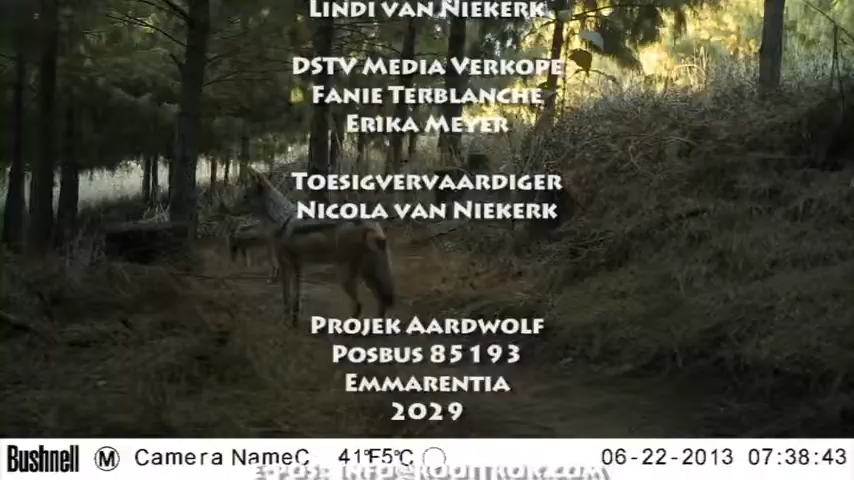 Lindi van Niekerk
DStv Media Verkope
Fanie Terblanche
Erika Meyer
Toesigvervaardiger
Nicola van Niekerk
Projek Aardwolf
Posbus 85193
Emmarentia
2029
Bushnell M Camera NameC 41°F5°C 06-22-2013 07:38:43